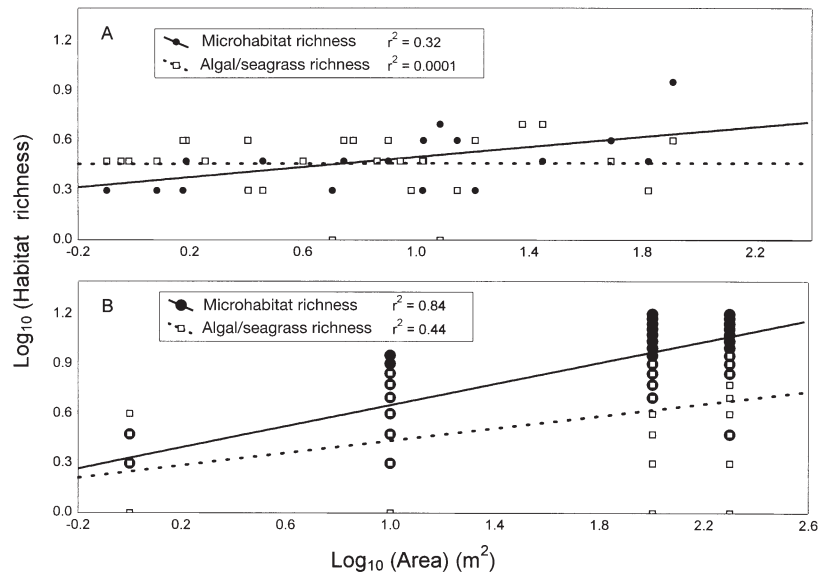 A
Microhabitat richness r2 = 0.32
Algal/seagrass richness r2 = 0.0001
1.2
0.9
0.6
0.3
0.0
-0.2 0.2 0.6 1.0 1.4 1.8 2.2
Log10 (Habitat richness)
B
Microhabitat richness r2 = 0.84
Algal/seagrass richness r2 = 0.44
1.2
0.9
0.6
0.3
0.0
-0.2 0.2 0.6 1.0 1.4 1.8 2.2 2.6
Log10 (Area) (m2)